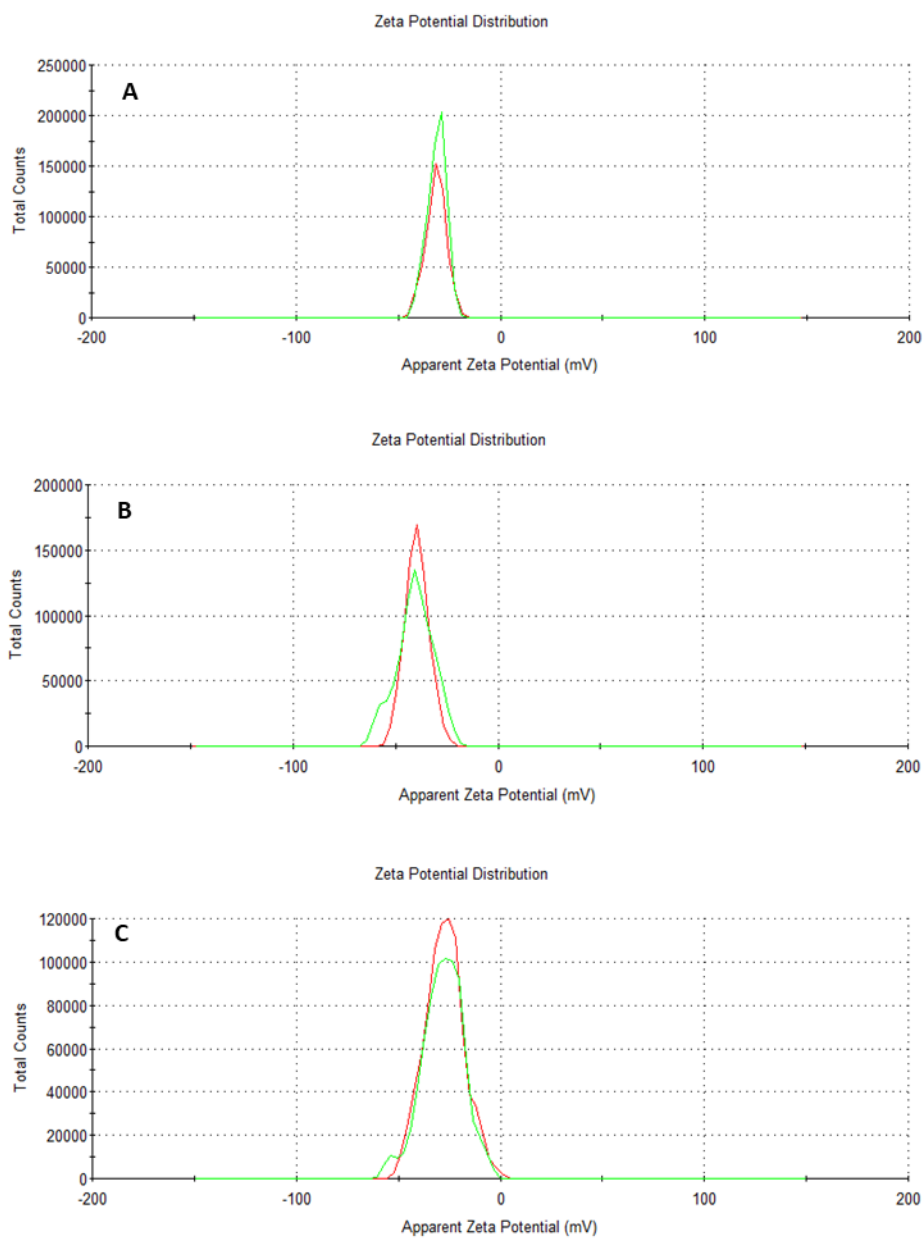 Zeta Potential Distribution
A
250000
200000
150000
100000
50000
0
Total Counts
-200 -100 0 100 200
Apparent Zeta Potential (mV)
Zeta Potential Distribution
B
200000
150000
100000
50000
0
Total Counts
-200 -100 0 100 200
Apparent Zeta Potential (mV)
Zeta Potential Distribution
C
120000
100000
80000
60000
40000
20000
0
Total Counts
-200 -100 0 100 200
Apparent Zeta Potential (mV)